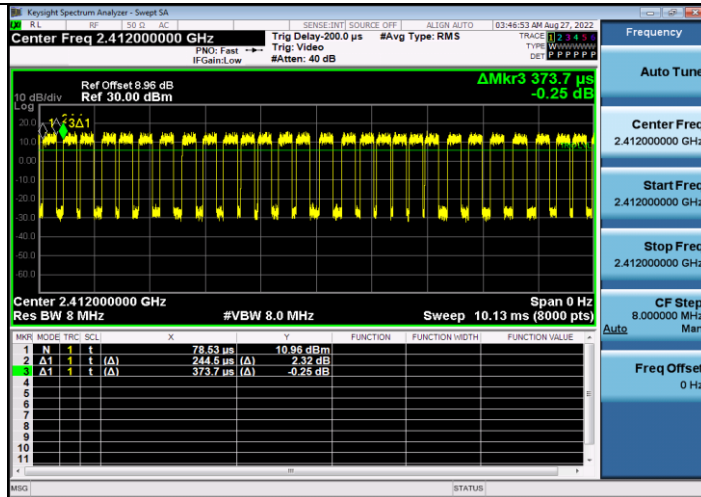 Keysight Spectrum Analyzer - Swept SA
RL RF 50 Ω AC SENSE:INT SOURCE OFF ALIGN AUTO 03:46:53 AM Aug 27, 2022
Center Freq 2.412000000 GHz
PNO: Fast
IFGain:Low
Trig Delay-200.0 µs
Trig: Video
#Atten: 40 dB
#Avg Type: RMS
TRACE 1 2 3 4 5 6
TYPE WWWWWW
DET P P P P P P
Frequency
Auto Tune
Center Freq
2.412000000 GHz
Start Freq
2.412000000 GHz
Stop Freq
2.412000000 GHz
CF Step
8.000000 MHz
Auto Man
Freq Offset
0 Hz
ΔMkr3 373.7 µs
-0.25 dB
Ref Offset 8.96 dB
Ref 30.00 dBm
10 dB/div
Log
20.0
10.0
0.00
-10.0
-20.0
-30.0
-40.0
-50.0
-60.0
3Δ1
Center 2.412000000 GHz
Span 0 Hz
Res BW 8 MHz
#VBW 8.0 MHz
Sweep 10.13 ms (8000 pts)
MKR MODE TRC SCL X Y FUNCTION FUNCTION WIDTH FUNCTION VALUE
1 N 1 t 78.53 µs 10.96 dBm
2 Δ1 1 t (Δ) 244.5 µs (Δ) 2.32 dB
3 Δ1 1 t (Δ) 373.7 µs (Δ) -0.25 dB
4
5
6
7
8
9
10
11
MSG
STATUS